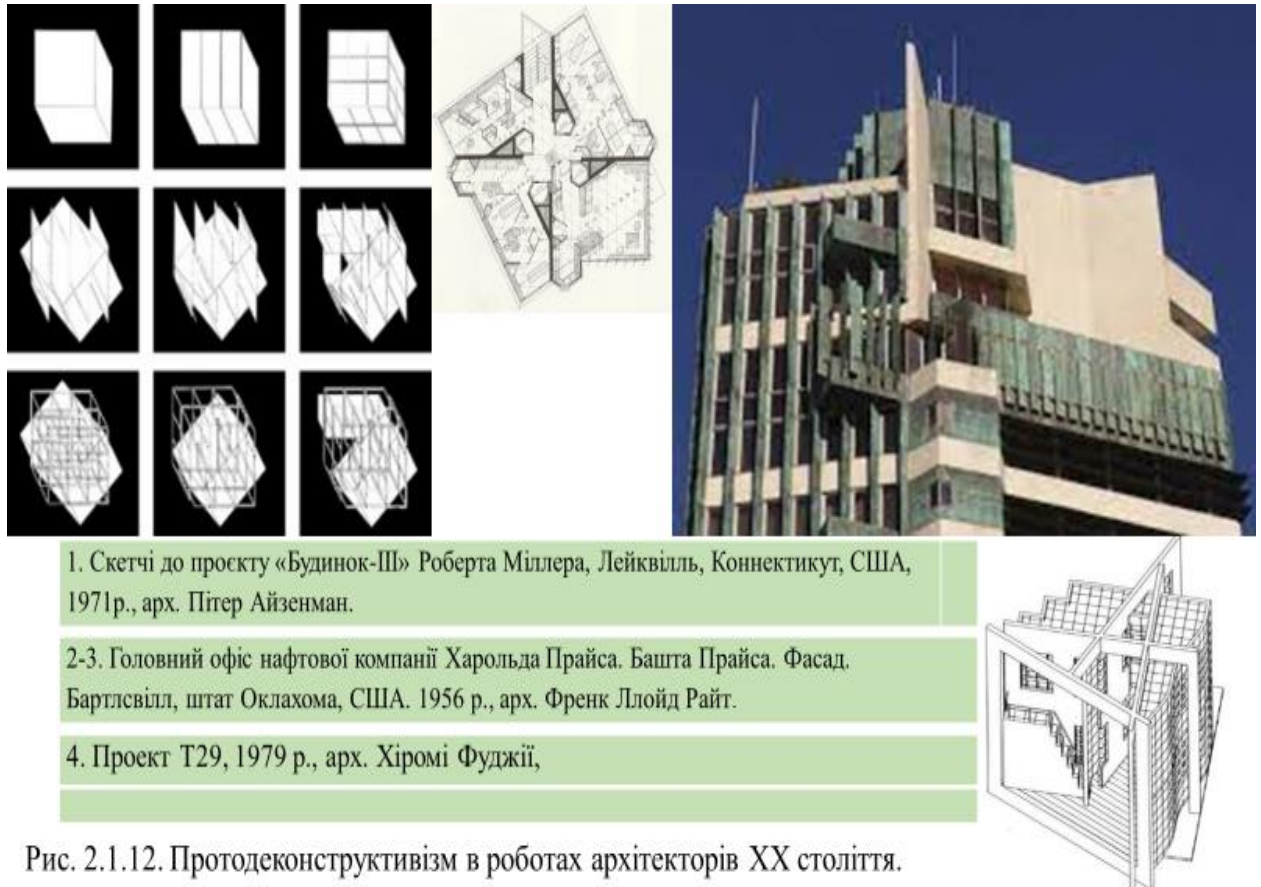 1. Скетчі до проєкту «Будинок-ІІІ» Роберта Міллера, Лейквілль, Коннектикут, США,
1971р., арх. Пітер Айзенман.
2-3. Головний офіс нафтової компанії Харольда Прайса. Башта Прайса. Фасад.
Бартлсвілл, штат Оклахома, США. 1956 р., арх. Френк Ллойд Райт.
4. Проект Т29, 1979 р., арх. Хіромі Фуджії,
Рис. 2.1.12. Протодеконструктивізм в роботах архітекторів ХХ століття.